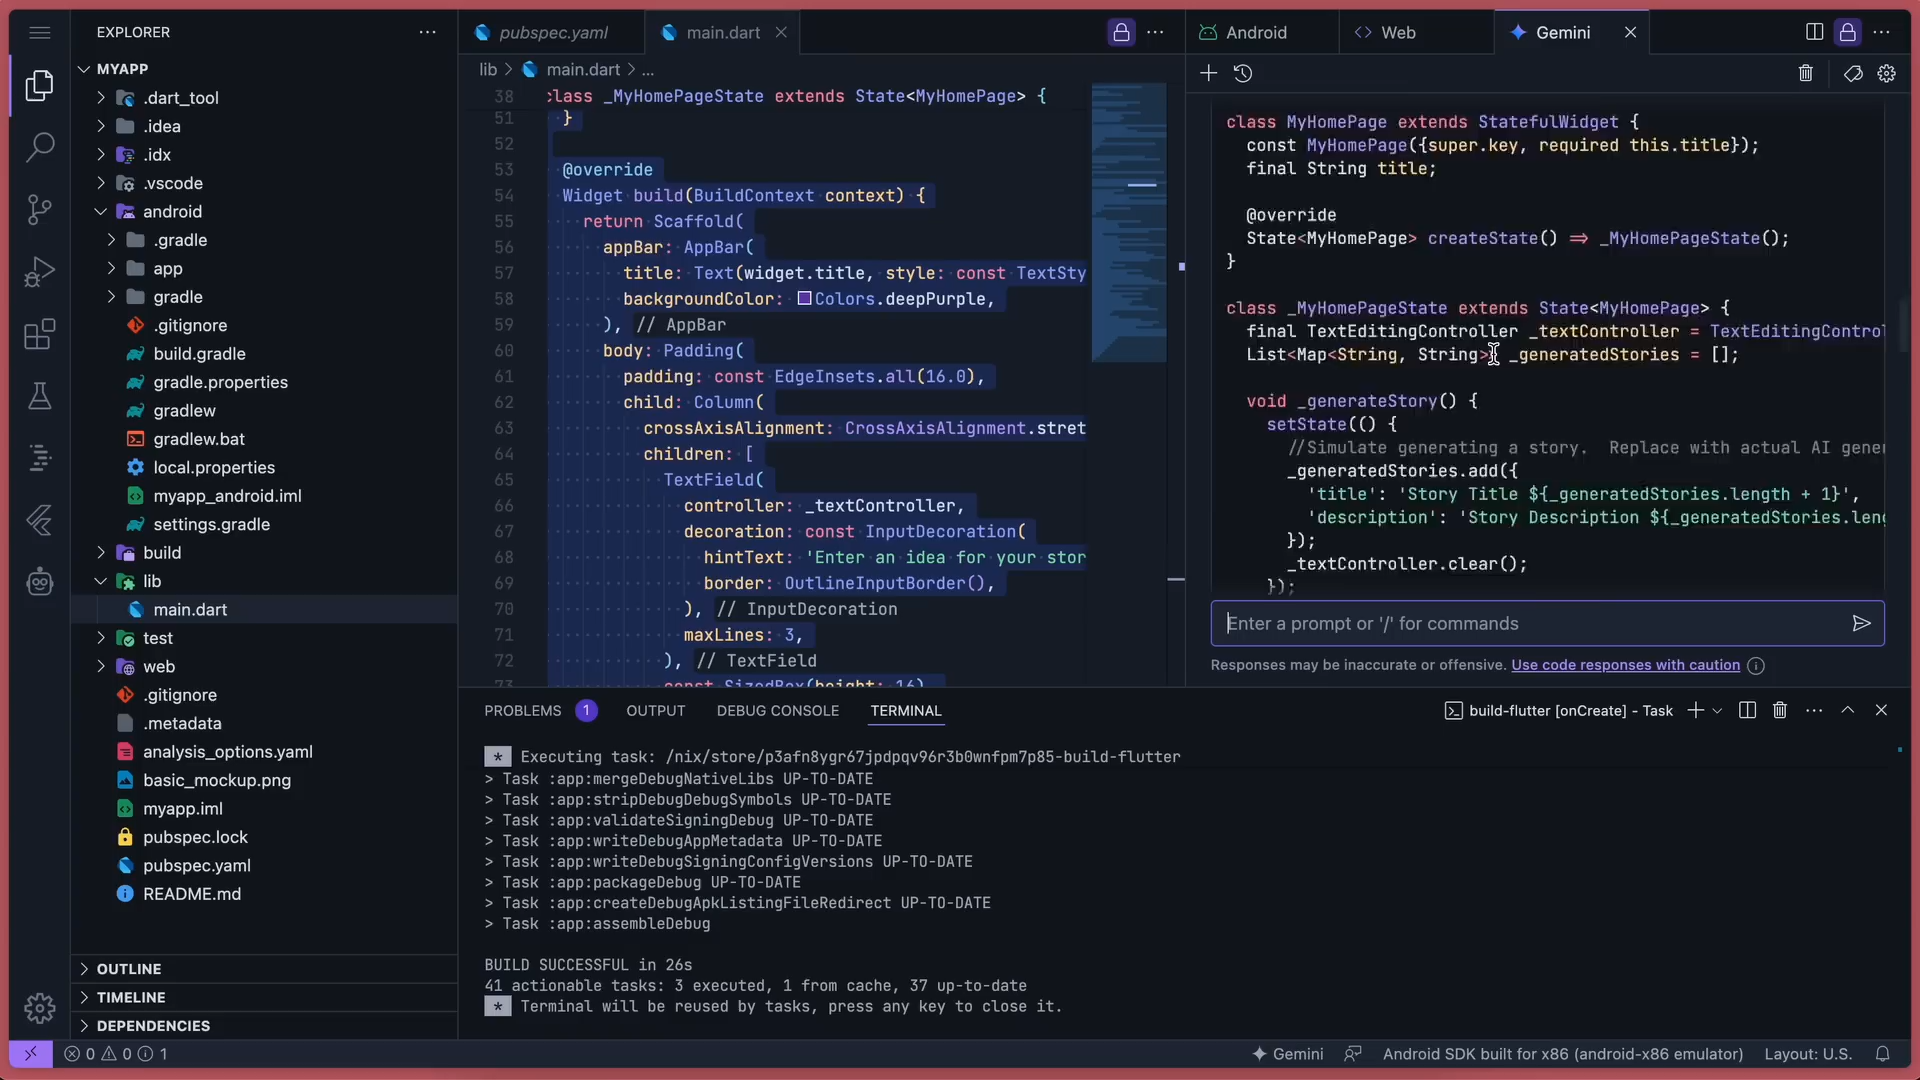 EXPLORER
MYAPP
.dart_tool
.idea
.idx
.vscode
android
.gradle
app
gradle
.gitignore
build.gradle
gradle.properties
gradlew
gradlew.bat
local.properties
myapp_android.iml
settings.gradle
build
lib
main.dart
test
web
.gitignore
.metadata
analysis_options.yaml
basic_mockup.png
myapp.iml
pubspec.lock
pubspec.yaml
README.md
OUTLINE
TIMELINE
DEPENDENCIES
pubspec.yaml
main.dart
lib > main.dart > ...
38 class _MyHomePageState extends State<MyHomePage> {
51 }
52
53 @override
54 Widget build(BuildContext context) {
55 return Scaffold(
56 appBar: AppBar(
57 title: Text(widget.title, style: const TextSty
58 backgroundColor: Colors.deepPurple,
59 ), // AppBar
60 body: Padding(
61 padding: const EdgeInsets.all(16.0),
62 child: Column(
63 crossAxisAlignment: CrossAxisAlignment.stret
64 children: [
65 TextField(
66 controller: _textController,
67 decoration: const InputDecoration(
68 hintText: 'Enter an idea for your stor
69 border: OutlineInputBorder(),
70 ), // InputDecoration
71 maxLines: 3,
72 ), // TextField
73 const SizedBox(height: 16)
Android
Web
Gemini
class MyHomePage extends StatefulWidget {
const MyHomePage({super.key, required this.title});
final String title;
@override
State<MyHomePage> createState() => _MyHomePageState();
}
class _MyHomePageState extends State<MyHomePage> {
final TextEditingController _textController = TextEditingControl
List<Map<String, String>> _generatedStories = [];
void _generateStory() {
setState(() {
//Simulate generating a story. Replace with actual AI gene
_generatedStories.add({
'title': 'Story Title ${_generatedStories.length + 1}',
'description': 'Story Description ${_generatedStories.leng
});
_textController.clear();
});
Enter a prompt or '/' for commands
Responses may be inaccurate or offensive. Use code responses with caution
PROBLEMS 1 OUTPUT DEBUG CONSOLE TERMINAL
build-flutter [onCreate] - Task
* Executing task: /nix/store/p3afn8ygr67jpdpqv96r3b0wnfpm7p85-build-flutter
> Task :app:mergeDebugNativeLibs UP-TO-DATE
> Task :app:stripDebugDebugSymbols UP-TO-DATE
> Task :app:validateSigningDebug UP-TO-DATE
> Task :app:writeDebugAppMetadata UP-TO-DATE
> Task :app:writeDebugSigningConfigVersions UP-TO-DATE
> Task :app:packageDebug UP-TO-DATE
> Task :app:createDebugApkListingFileRedirect UP-TO-DATE
> Task :app:assembleDebug
BUILD SUCCESSFUL in 26s
41 actionable tasks: 3 executed, 1 from cache, 37 up-to-date
* Terminal will be reused by tasks, press any key to close it.
0 0 1
Gemini
Android SDK built for x86 (android-x86 emulator)
Layout: U.S.